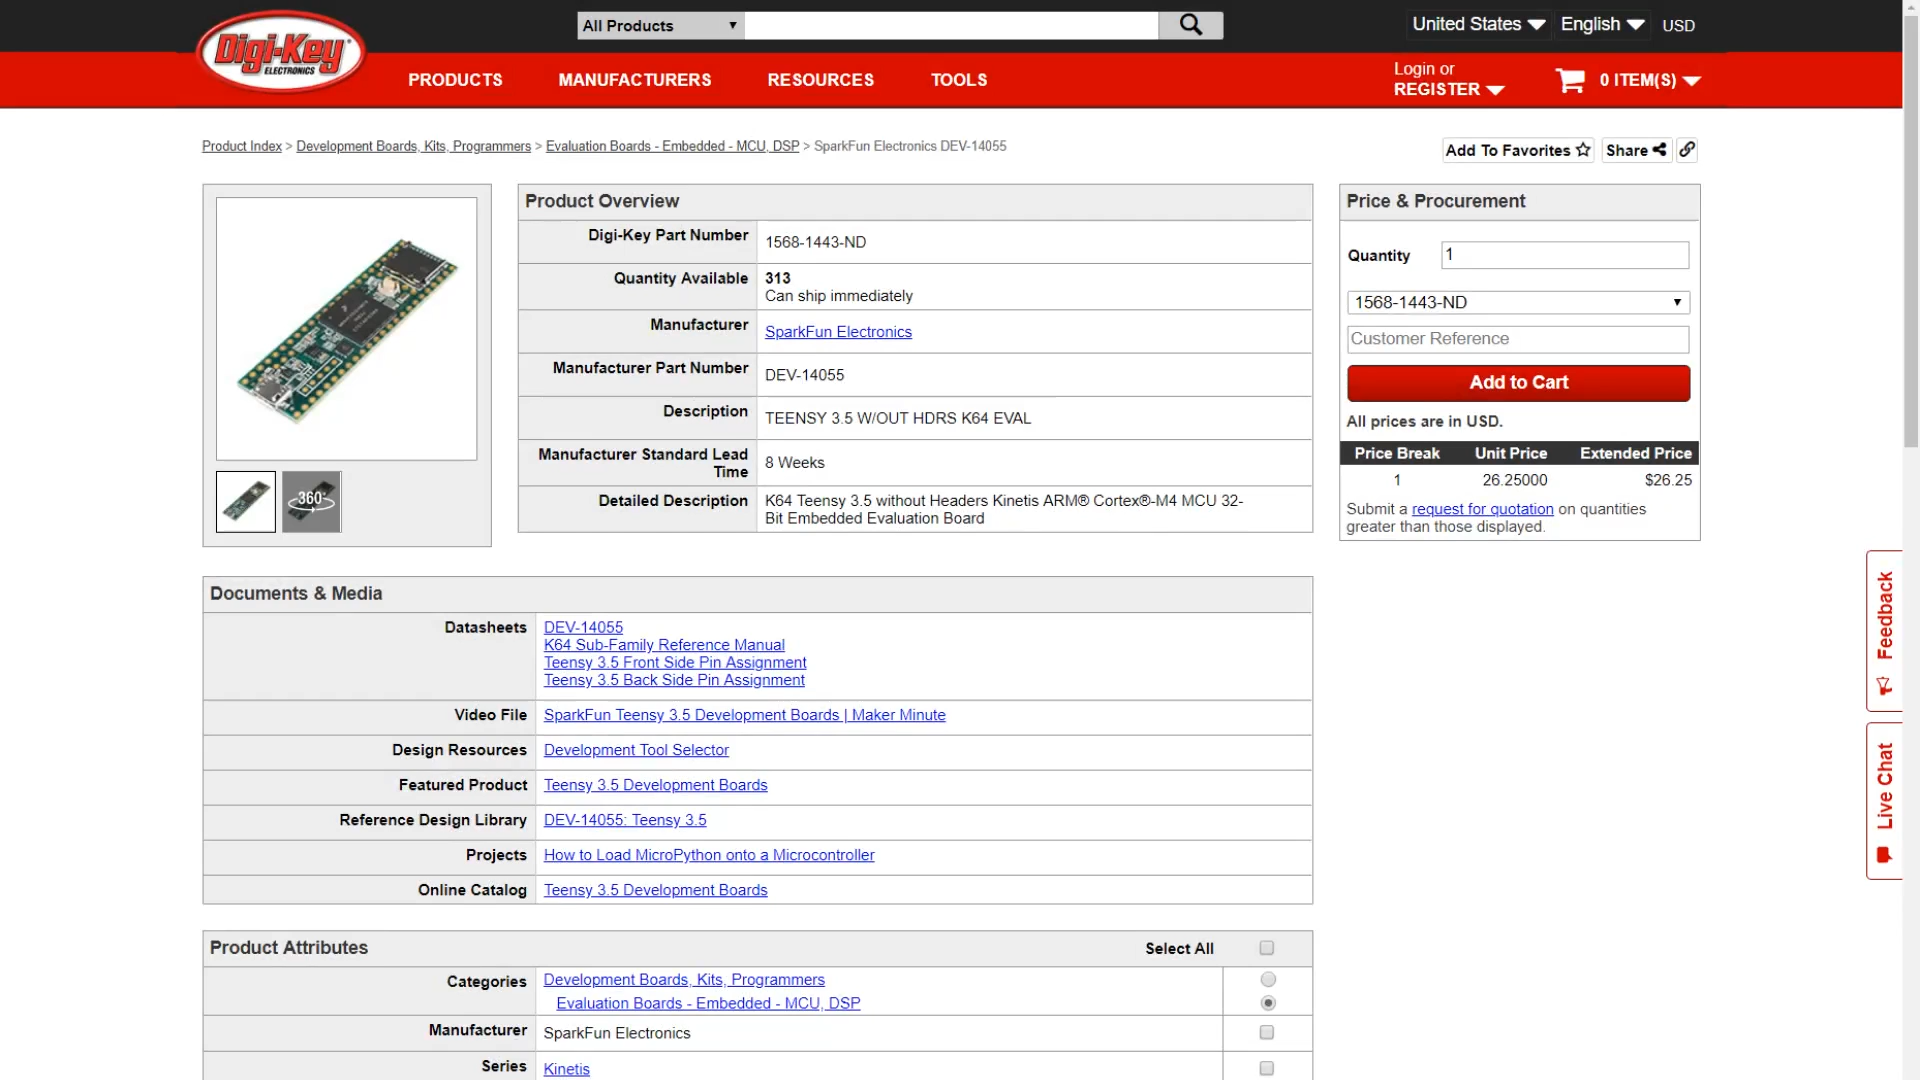 All Products
United States
English
USD
Digi-Key
ELECTRONICS
PRODUCTS
MANUFACTURERS
RESOURCES
TOOLS
Login or
REGISTER
0 ITEM(S)
Product Index > Development Boards, Kits, Programmers > Evaluation Boards - Embedded - MCU, DSP > SparkFun Electronics DEV-14055
Add To Favorites
Share
360°
Product Overview
Digi-Key Part Number 1568-1443-ND
Quantity Available 313
Can ship immediately
Manufacturer SparkFun Electronics
Manufacturer Part Number DEV-14055
Description TEENSY 3.5 W/OUT HDRS K64 EVAL
Manufacturer Standard Lead
Time
8 Weeks
Detailed Description K64 Teensy 3.5 without Headers Kinetis ARM® Cortex®-M4 MCU 32-
Bit Embedded Evaluation Board
Price & Procurement
Quantity 1
1568-1443-ND
Customer Reference
Add to Cart
All prices are in USD.
Price Break Unit Price Extended Price
1 26.25000 $26.25
Submit a request for quotation on quantities
greater than those displayed.
Documents & Media
Datasheets DEV-14055
K64 Sub-Family Reference Manual
Teensy 3.5 Front Side Pin Assignment
Teensy 3.5 Back Side Pin Assignment
Video File SparkFun Teensy 3.5 Development Boards | Maker Minute
Design Resources Development Tool Selector
Featured Product Teensy 3.5 Development Boards
Reference Design Library DEV-14055: Teensy 3.5
Projects How to Load MicroPython onto a Microcontroller
Online Catalog Teensy 3.5 Development Boards
Product Attributes Select All
Categories Development Boards, Kits, Programmers
Evaluation Boards - Embedded - MCU, DSP
Manufacturer SparkFun Electronics
Series Kinetis
Feedback
Live Chat